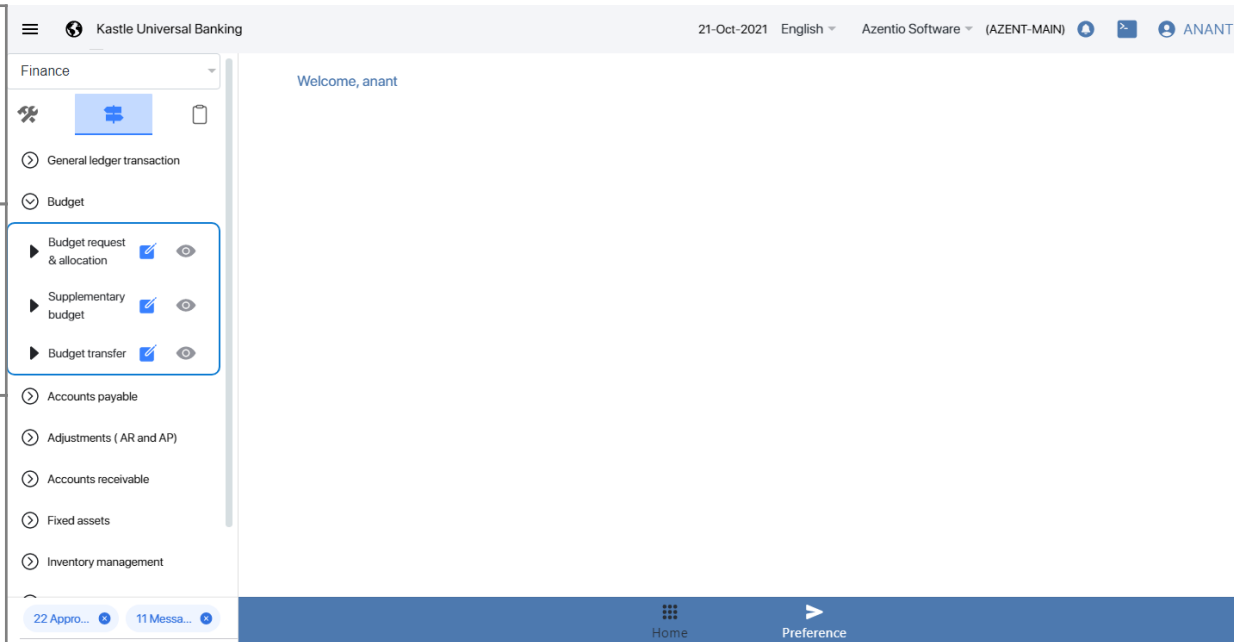 Kastle Universal Banking
21-Oct-2021 English Azentio Software (AZENT-MAIN) ANANT
Finance
Welcome, anant
General ledger transaction
Budget
Budget request
& allocation
Supplementary
budget
Budget transfer
Accounts payable
Adjustments ( AR and AP)
Accounts receivable
Fixed assets
Inventory management
22 Appro... 11 Messa...
Home
Preference